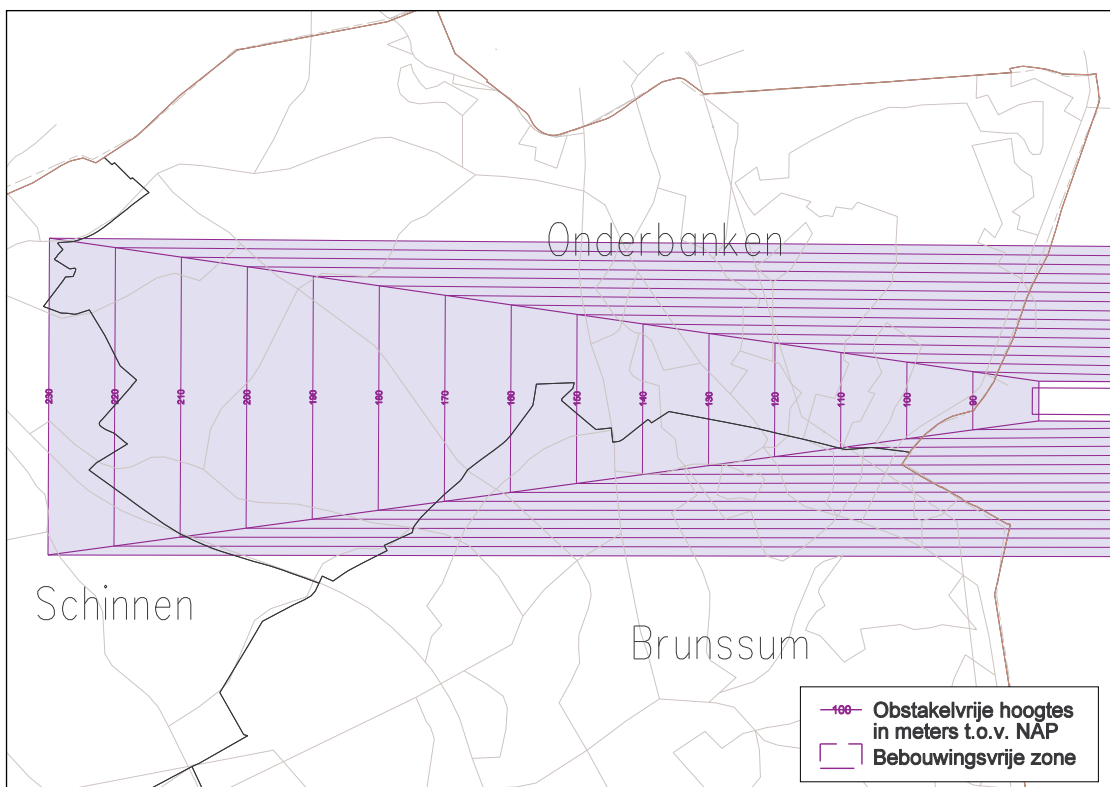 Onderbanken
230
220
210
200
190
180
170
160
150
140
130
120
110
100
90
Schinnen
Brunssum
100 Obstakelvrije hoogtes
in meters t.o.v. NAP
Bebouwingsvrije zone